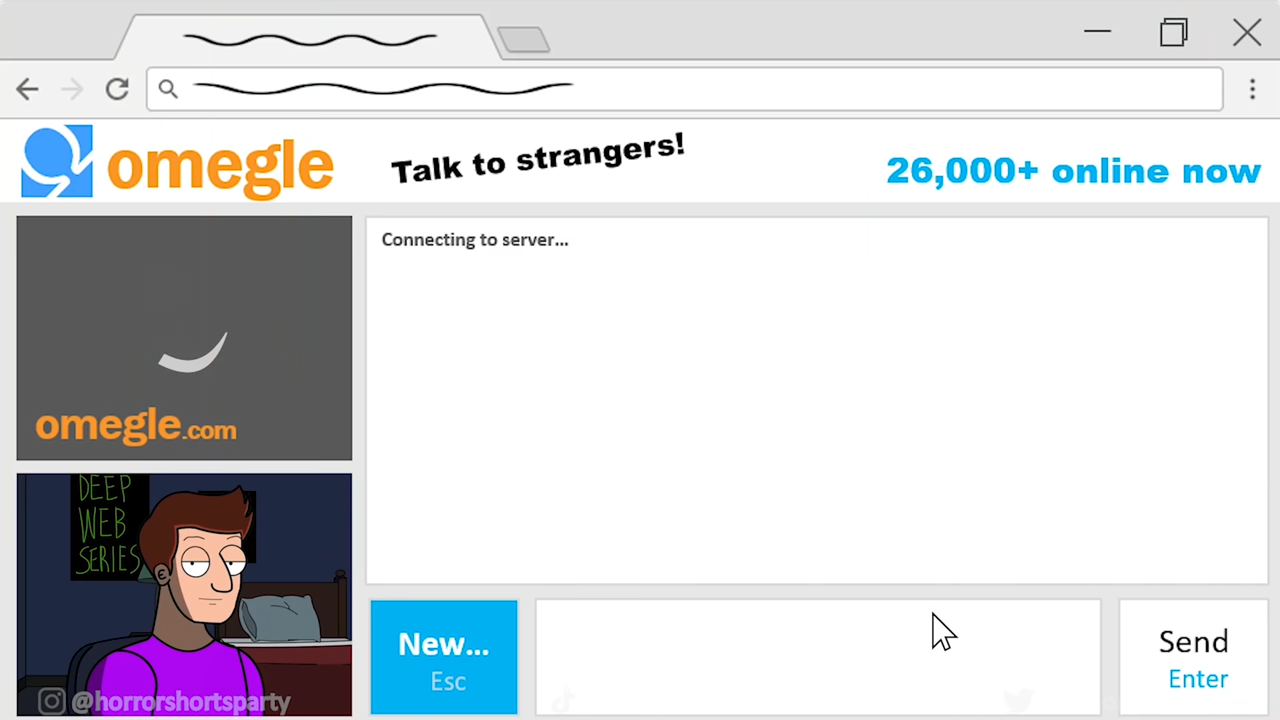 omegle
Talk to strangers!
26,000+ online now
Connecting to server...
omegle.com
DEEP
WEB
SERIES
New...
Esc
Send
Enter
@horrorshortsparty